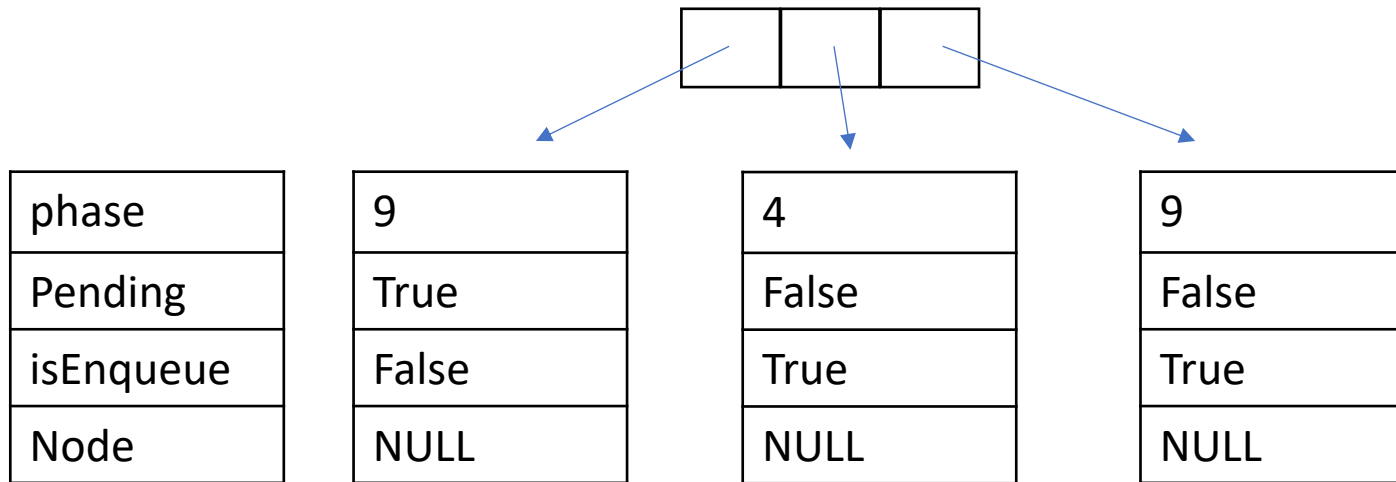 phase 9 4 9
Pending True False False
isEnqueue False True True
Node NULL NULL NULL